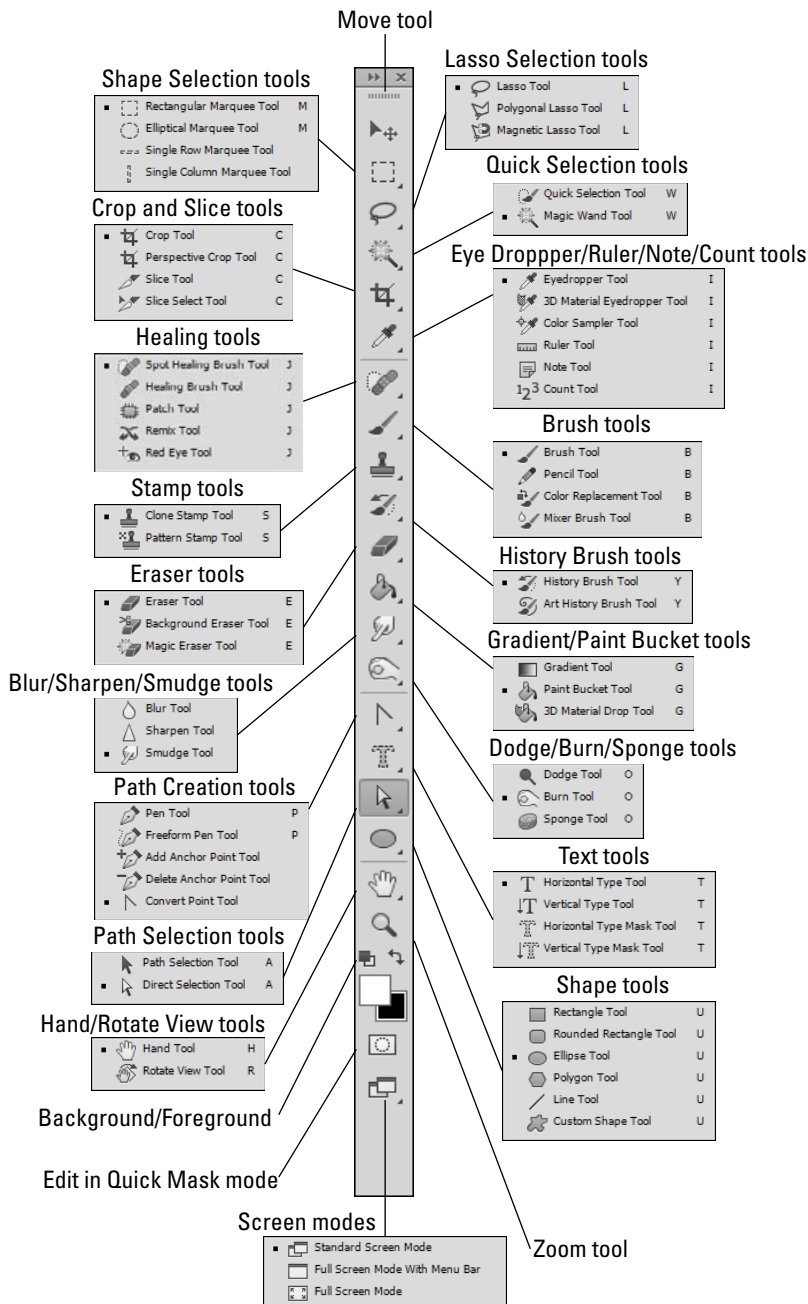 Move tool
Shape Selection tools
Rectangular Marquee Tool M
Elliptical Marquee Tool M
Single Row Marquee Tool
Single Column Marquee Tool
Crop and Slice tools
Crop Tool C
Perspective Crop Tool C
Slice Tool C
Slice Select Tool C
Healing tools
Spot Healing Brush Tool J
Healing Brush Tool J
Patch Tool J
Remix Tool J
Red Eye Tool J
Stamp tools
Clone Stamp Tool S
Pattern Stamp Tool S
Eraser tools
Eraser Tool E
Background Eraser Tool E
Magic Eraser Tool E
Blur/Sharpen/Smudge tools
Blur Tool
Sharpen Tool
Smudge Tool
Path Creation tools
Pen Tool P
Freeform Pen Tool P
Add Anchor Point Tool
Delete Anchor Point Tool
Convert Point Tool
Path Selection tools
Path Selection Tool A
Direct Selection Tool A
Hand/Rotate View tools
Hand Tool H
Rotate View Tool R
Background/Foreground
Edit in Quick Mask mode
Screen modes
Standard Screen Mode
Full Screen Mode With Menu Bar
Full Screen Mode
Lasso Selection tools
Lasso Tool L
Polygonal Lasso Tool L
Magnetic Lasso Tool L
Quick Selection tools
Quick Selection Tool W
Magic Wand Tool W
Eye Droppper/Ruler/Note/Count tools
Eyedropper Tool I
3D Material Eyedropper Tool I
Color Sampler Tool I
Ruler Tool I
Note Tool I
123 Count Tool I
Brush tools
Brush Tool B
Pencil Tool B
Color Replacement Tool B
Mixer Brush Tool B
History Brush tools
History Brush Tool Y
Art History Brush Tool Y
Gradient/Paint Bucket tools
Gradient Tool G
Paint Bucket Tool G
3D Material Drop Tool G
Dodge/Burn/Sponge tools
Dodge Tool O
Burn Tool O
Sponge Tool O
Text tools
T Horizontal Type Tool T
T Vertical Type Tool T
T Horizontal Type Mask Tool T
T Vertical Type Mask Tool T
Shape tools
Rectangle Tool U
Rounded Rectangle Tool U
Ellipse Tool U
Polygon Tool U
Line Tool U
Custom Shape Tool U
Zoom tool